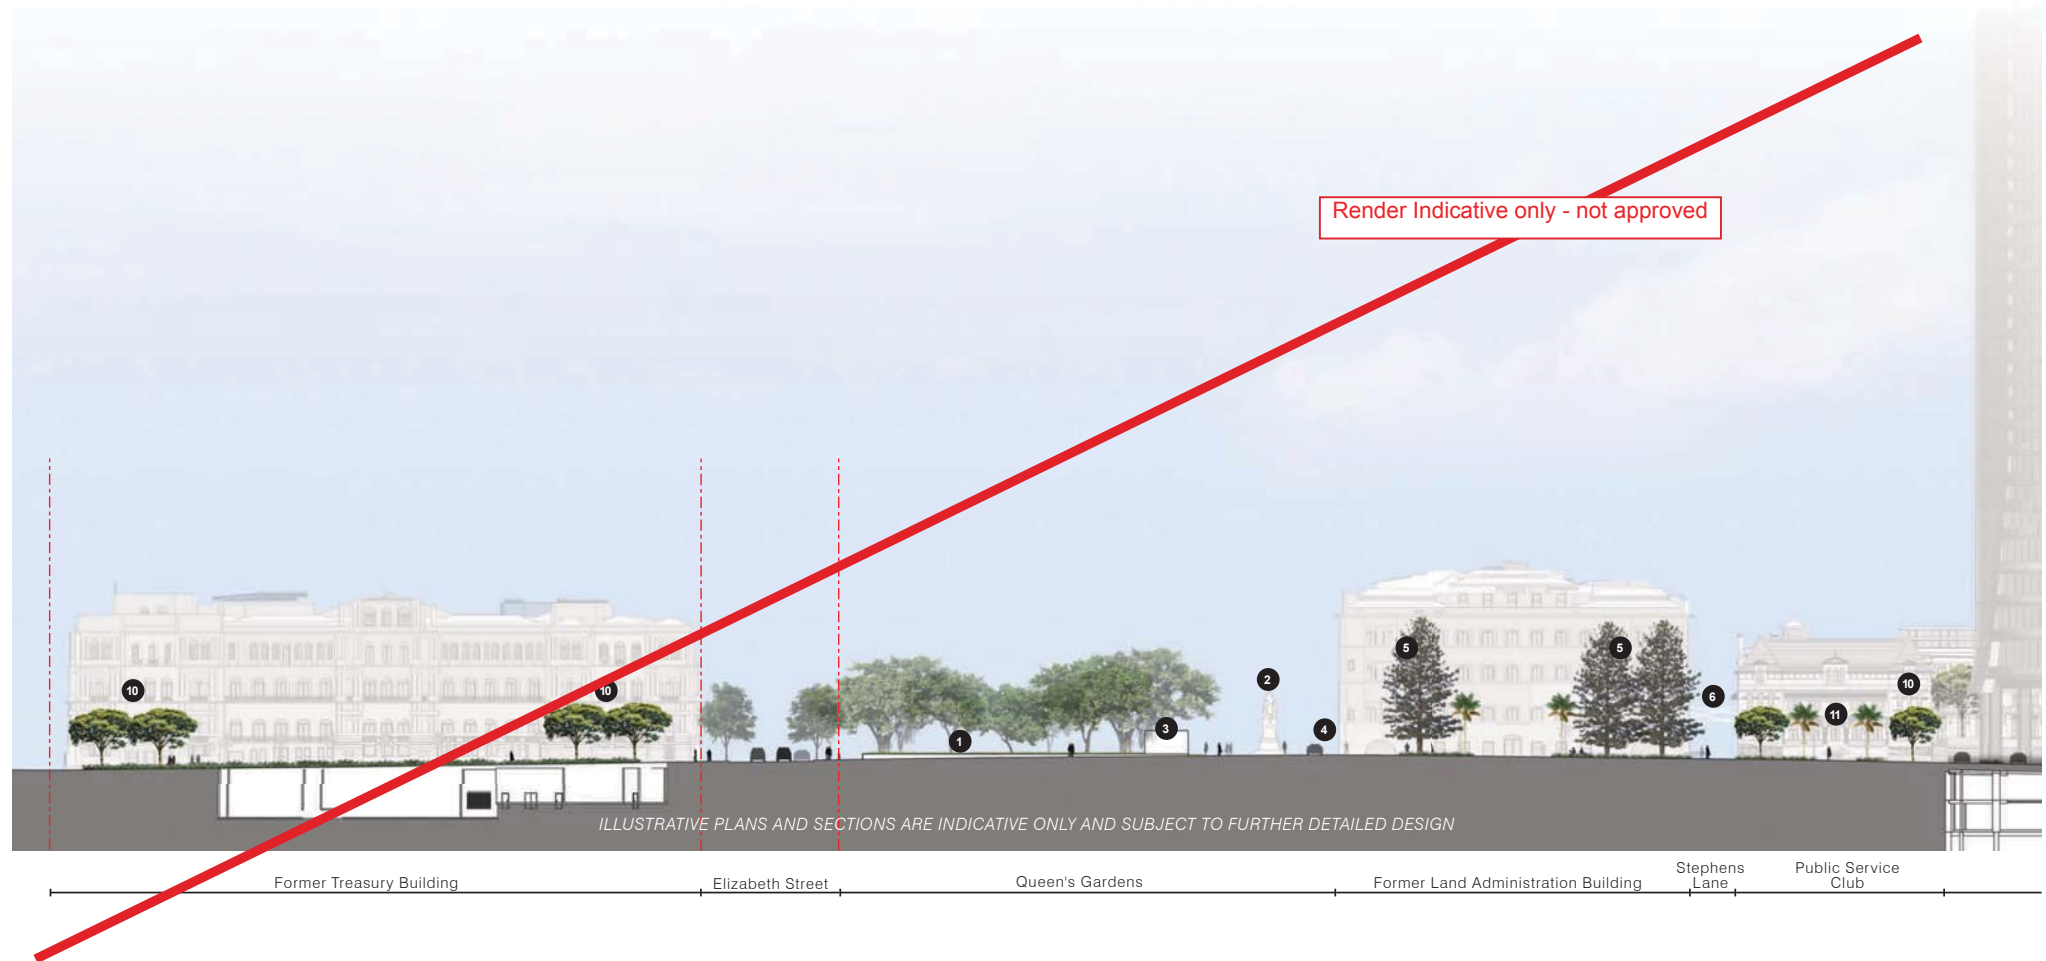 Render Indicative only - not approved
5
5
10
10
2
6
10
11
3
4
1
ILLUSTRATIVE PLANS AND SECTIONS ARE INDICATIVE ONLY AND SUBJECT TO FURTHER DETAILED DESIGN
Former Treasury Building
Elizabeth Street
Queen's Gardens
Former Land Administration Building
Stephens
Lane
Public Service
Club